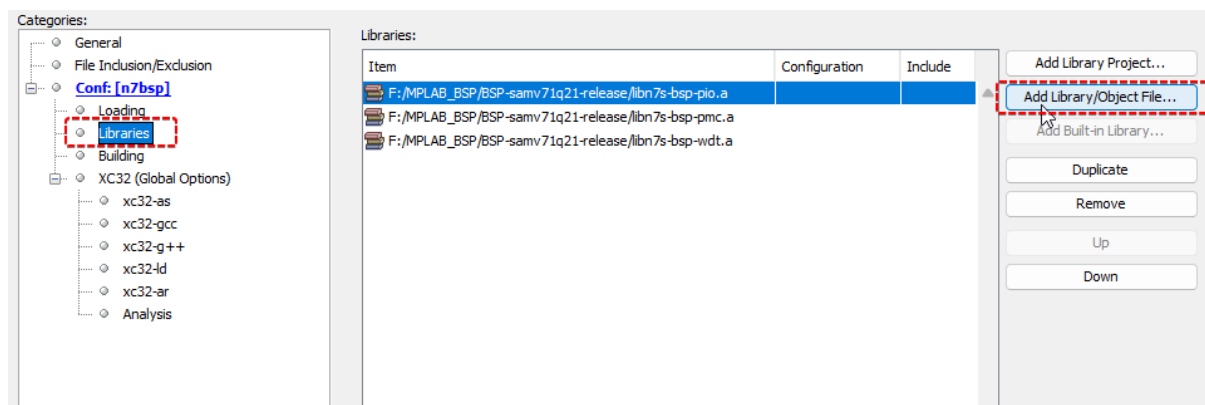 Categories:
General
File Inclusion/Exclusion
Conf: [n7bsp]
Loading
Libraries
Building
XC32 (Global Options)
xc32-as
xc32-gcc
xc32-g++
xc32-ld
xc32-ar
Analysis
Libraries:
Item Configuration Include
F:/MPLAB_BSP/BSP-samv71q21-release/libn7s-bsp-pio.a
F:/MPLAB_BSP/BSP-samv71q21-release/libn7s-bsp-pmc.a
F:/MPLAB_BSP/BSP-samv71q21-release/libn7s-bsp-wdt.a
Add Library Project...
Add Library/Object File...
Add Built-in Library...
Duplicate
Remove
Up
Down